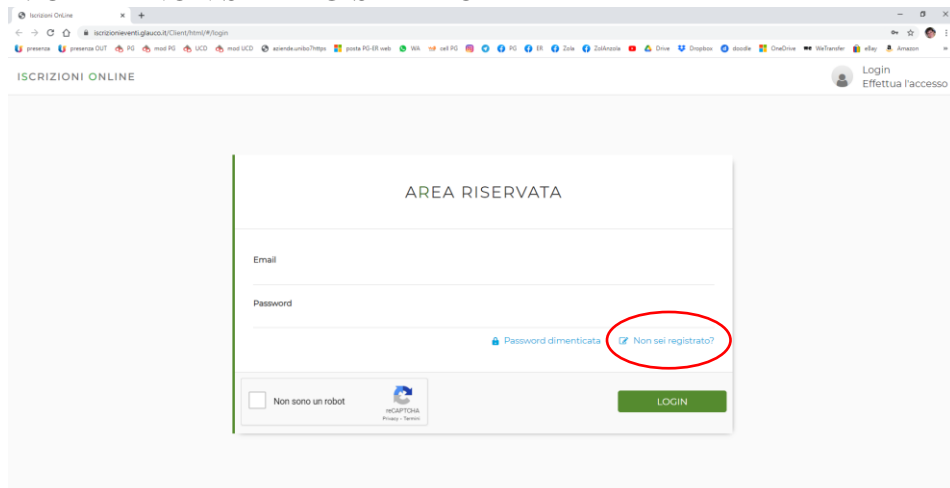 Iscrizioni OnLine
iscrizionieventi.glauco.it/Client/html/#/login
presenze presenze OUT PG mod PG UCD mod UCD aziende.unibo?https posta PG-ER web WA cell PG PG ER Zola ZolAnzola Drive Dropbox doodle OneDrive WeTransfer eBay Amazon
ISCRIZIONI ONLINE
Login
Effettua l'accesso
AREA RISERVATA
Email
Password
Password dimenticata Non sei registrato?
Non sono un robot
reCAPTCHA
Privacy - Termini
LOGIN